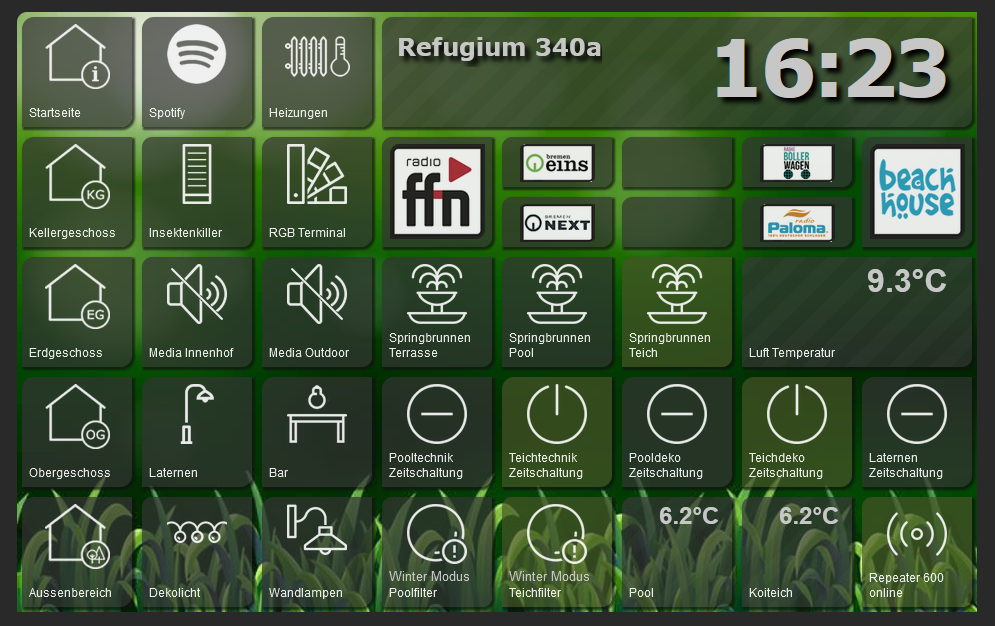 Startseite
Spotify
Heizungen
Refugium 340a
16:23
KG
Kellergeschoss
Insektenkiller
RGB Terminal
radio
ffn
bremen
eins
BREMEN
NEXT
RADIO
BOLLER
WAGEN
radio
Paloma
100% DEUTSCHER SCHLAGER
beach
house
EG
Erdgeschoss
Media Innenhof
Media Outdoor
Springbrunnen
Terrasse
Springbrunnen
Pool
Springbrunnen
Teich
9.3°C
Luft Temperatur
OG
Obergeschoss
Laternen
Bar
Pooltechnik
Zeitschaltung
Teichtechnik
Zeitschaltung
Pooldeko
Zeitschaltung
Teichdeko
Zeitschaltung
Laternen
Zeitschaltung
Aussenbereich
Dekolicht
Wandlampen
Winter Modus
Poolfilter
Winter Modus
Teichfilter
6.2°C
Pool
6.2°C
Koiteich
Repeater 600
online